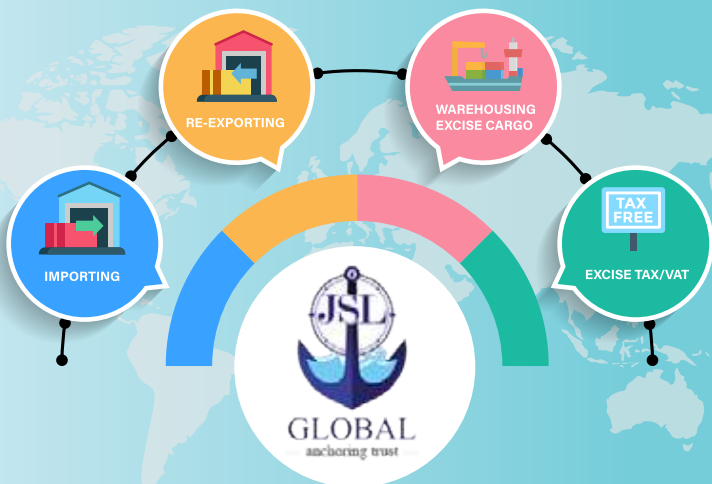 RE-EXPORTING
WAREHOUSING
EXCISE CARGO
IMPORTING
TAX
FREE
EXCISE TAX/VAT
JSL
GLOBAL
anchoring trust